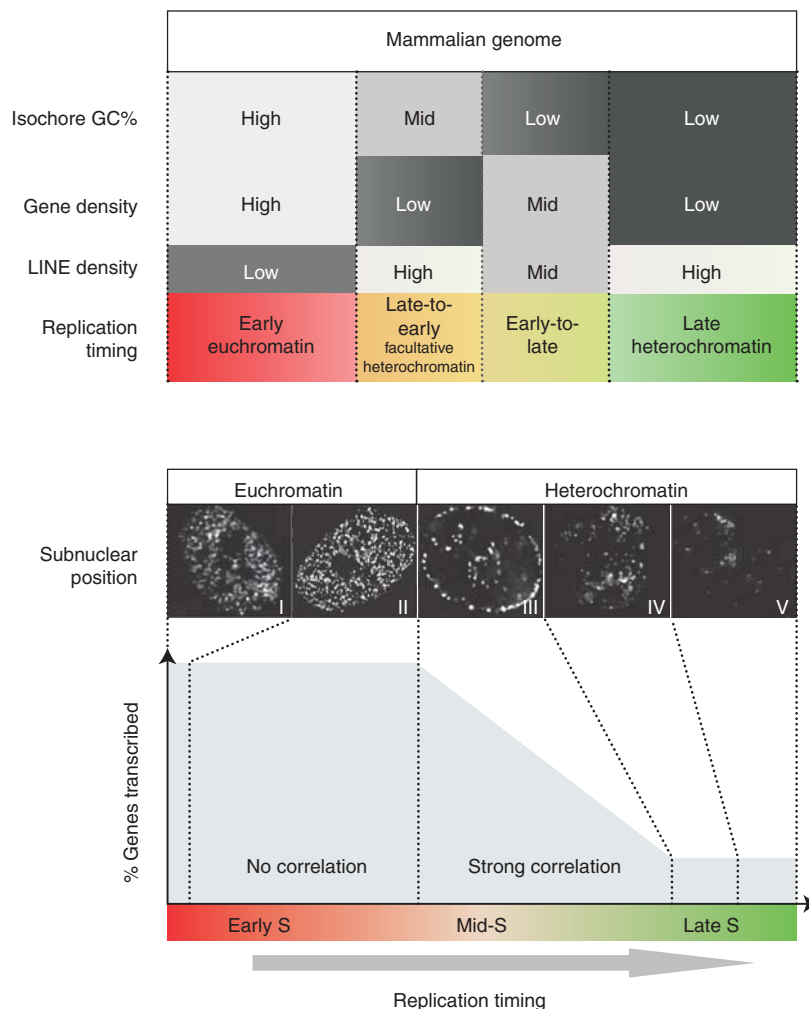 Mammalian genome
Isochore GC%
High
Mid
Low
Low
Gene density
High
Low
Mid
Low
LINE density
Low
High
Mid
High
Replication
timing
Early
euchromatin
Late-to-
early
facultative
heterochromatin
Early-to-
late
Late
heterochromatin
Euchromatin
Heterochromatin
Subnuclear
position
I
II
III
IV
V
% Genes transcribed
No correlation
Strong correlation
Early S
Mid-S
Late S
Replication timing